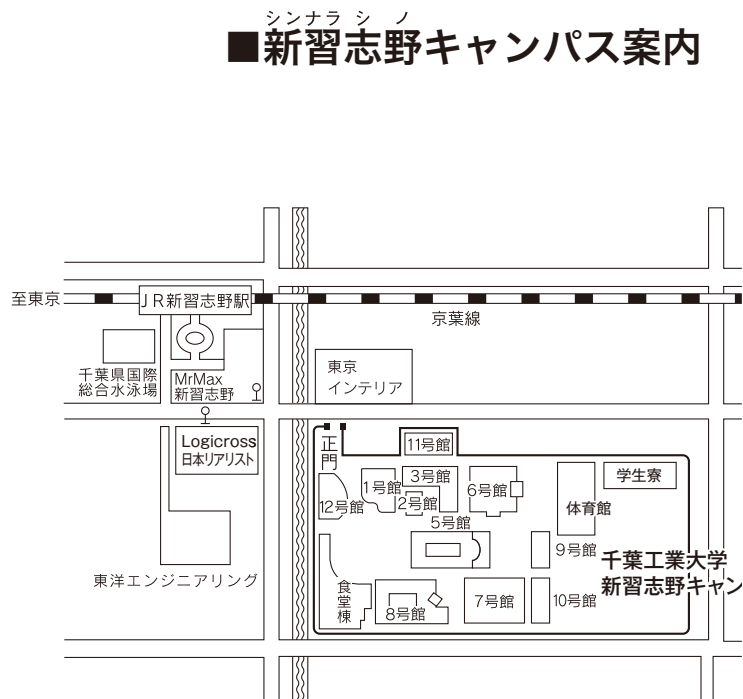 シンナラシノ
■新習志野キャンパス案内
至東京
JR新習志野駅
京葉線
千葉県国際
総合水泳場
MrMax
新習志野
東京
インテリア
Logicross
日本リアリスト
正門
11号館
学生寮
1号館
3号館
2号館
6号館
12号館
体育館
5号館
9号館
千葉工業大学
新習志野キャン
東洋エンジニアリング
食堂棟
8号館
7号館
10号館